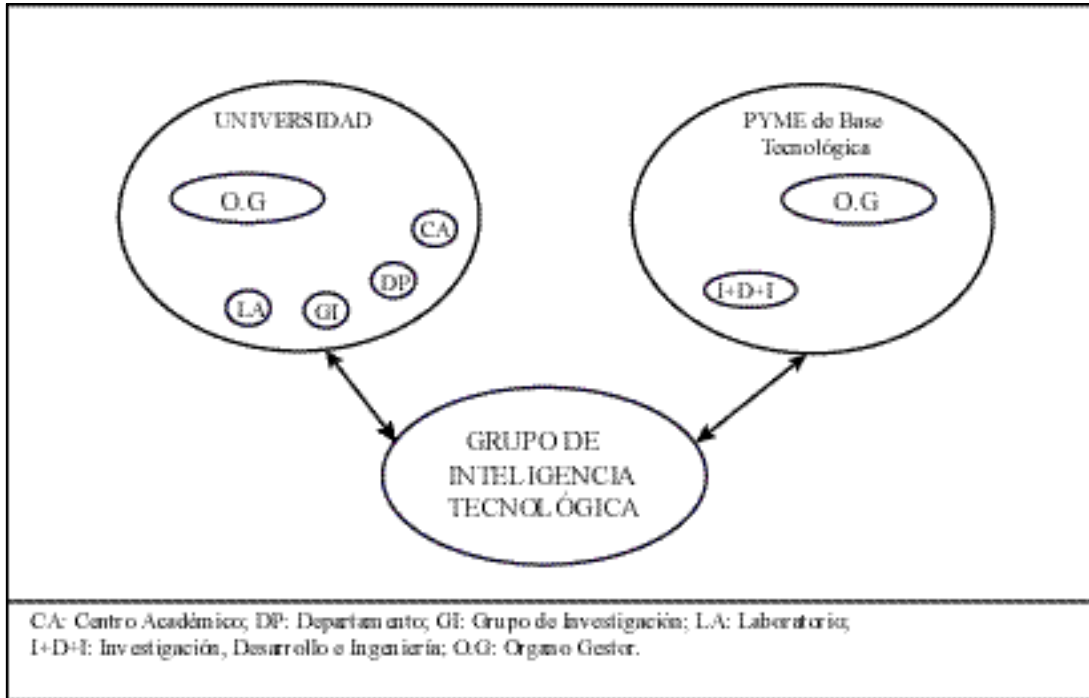 UNIVERSIDAD
O.G
CA
DP
GI
LA
PYME de Base
Tecnológica
O.G
I+D+I
GRUPO DE
INTELIGENCIA
TECNOLÓGICA
CA: Centro Académico; DP: Departamento; GI: Grupo de Investigación; LA: Laboratorio;
I+D+I: Investigación, Desarrollo e Ingeniería; O.G: Organo Gestor.